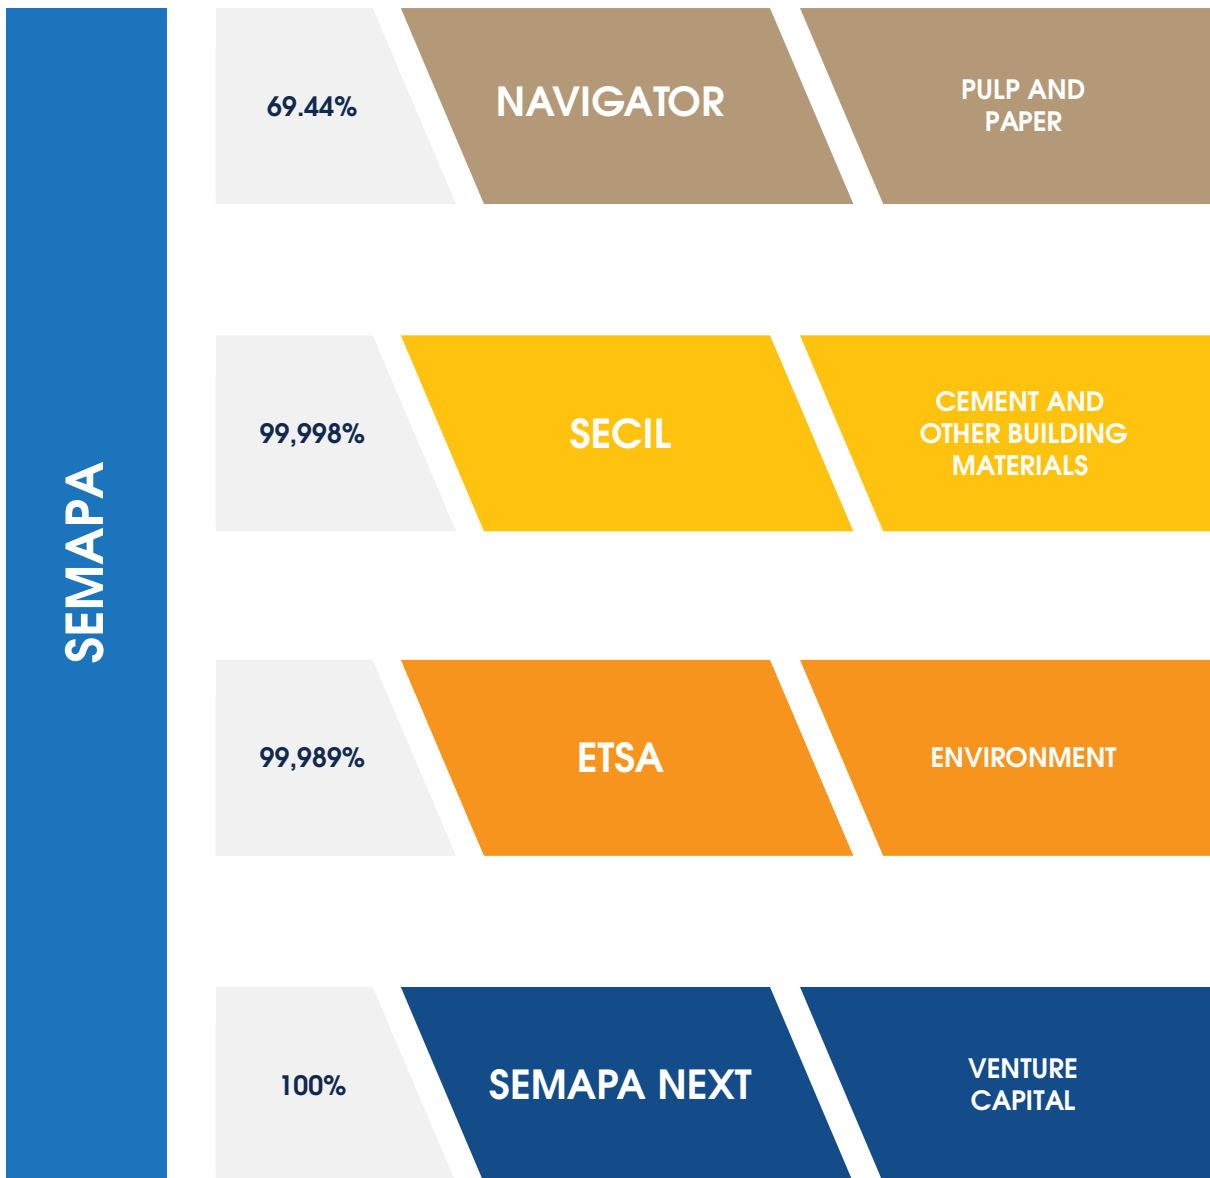 SEMAPA
69.44%
NAVIGATOR
PULP AND
PAPER
99,998%
SECIL
CEMENT AND
OTHER BUILDING
MATERIALS
99,989%
ETSA
ENVIRONMENT
100%
SEMAPA NEXT
VENTURE
CAPITAL